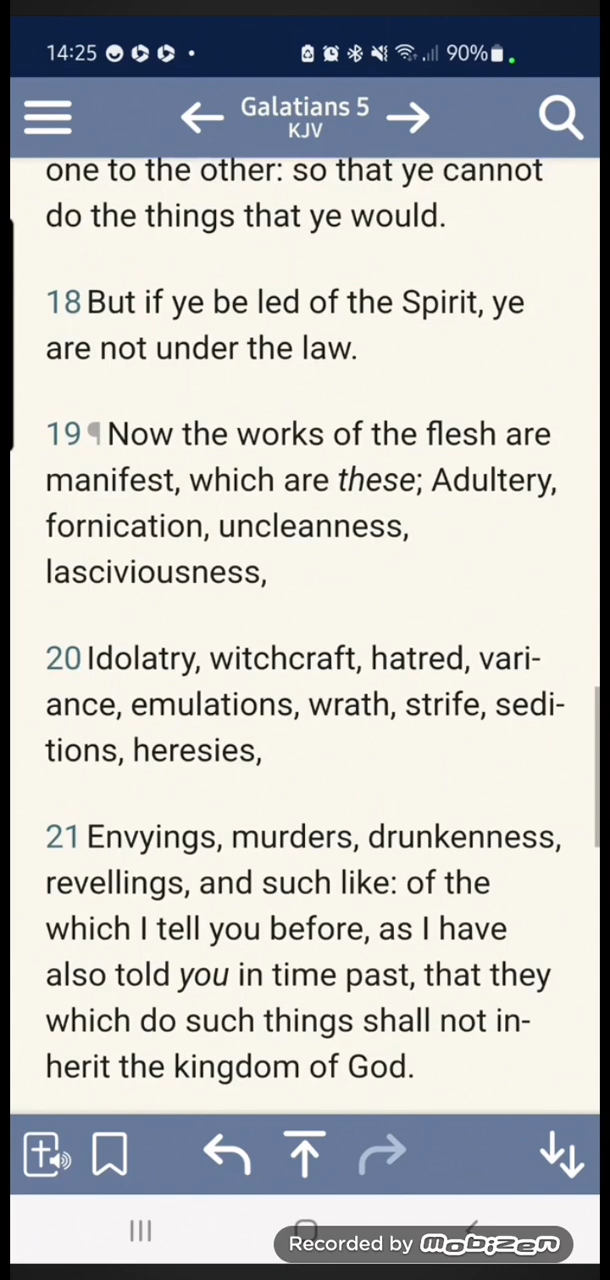 14:25 90%
Galatians 5
KJV
one to the other: so that ye cannot
do the things that ye would.
18 But if ye be led of the Spirit, ye
are not under the law.
19 ¶ Now the works of the flesh are
manifest, which are these; Adultery,
fornication, uncleanness,
lasciviousness,
20 Idolatry, witchcraft, hatred, vari-
ance, emulations, wrath, strife, sedi-
tions, heresies,
21 Envyings, murders, drunkenness,
revellings, and such like: of the
which I tell you before, as I have
also told you in time past, that they
which do such things shall not in-
herit the kingdom of God.
Recorded by mobizen